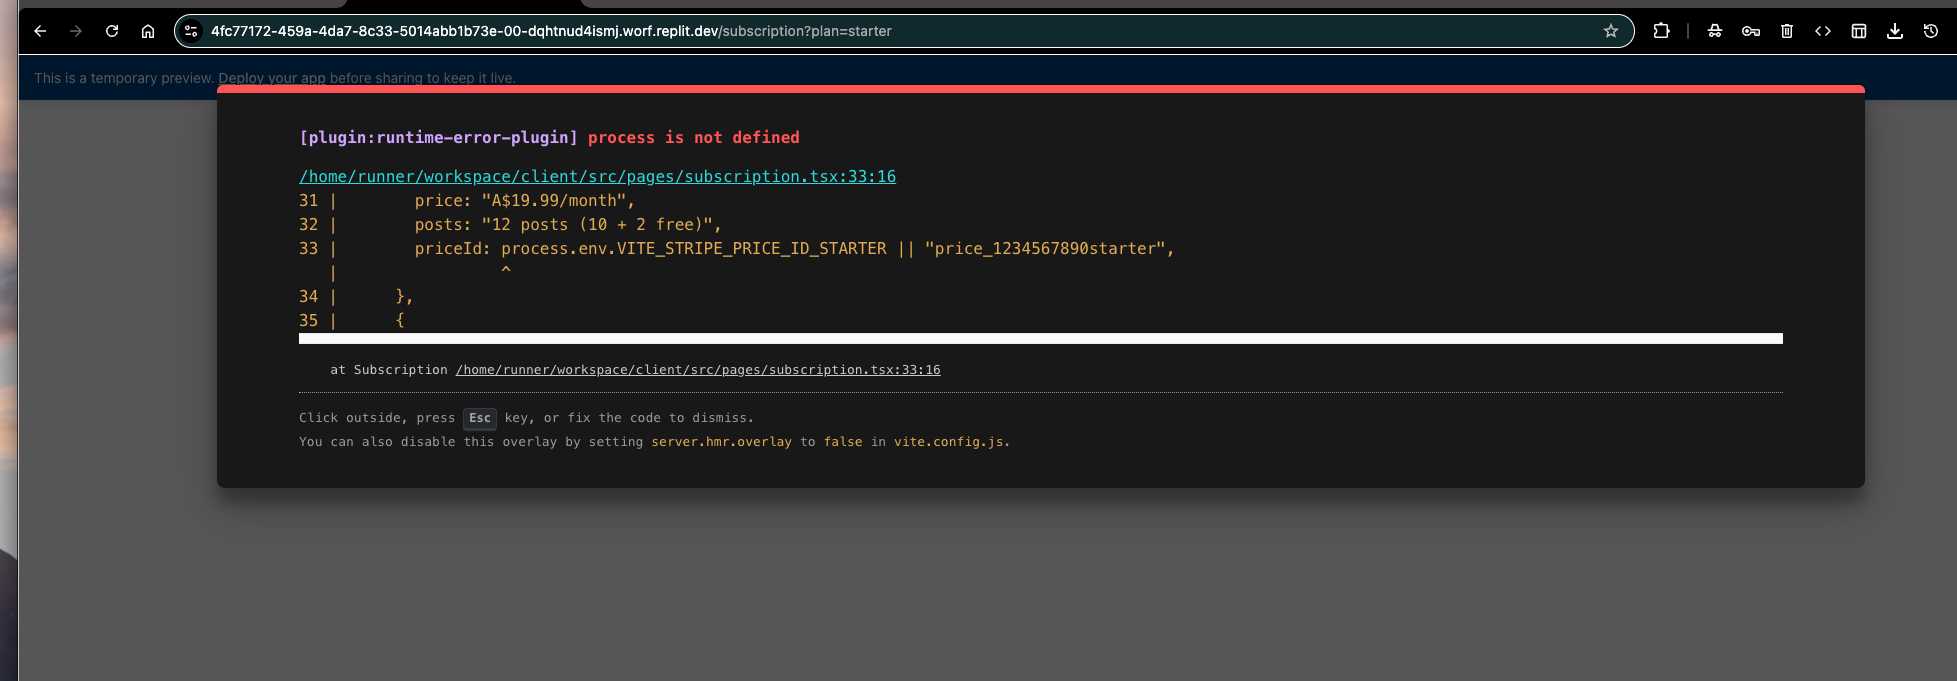 4fc77172-459a-4da7-8c33-5014abb1b73e-00-dqhtnud4ismj.worf.replit.dev/subscription?plan=starter
This is a temporary preview. Deploy your app before sharing to keep it live.
[plugin:runtime-error-plugin] process is not defined
/home/runner/workspace/client/src/pages/subscription.tsx:33:16
31 |        price: "A$19.99/month",
32 |        posts: "12 posts (10 + 2 free)",
33 |        priceId: process.env.VITE_STRIPE_PRICE_ID_STARTER || "price_1234567890starter",
   |                 ^
34 |      },
35 |      {
at Subscription /home/runner/workspace/client/src/pages/subscription.tsx:33:16
Click outside, press Esc key, or fix the code to dismiss.
You can also disable this overlay by setting server.hmr.overlay to false in vite.config.js.